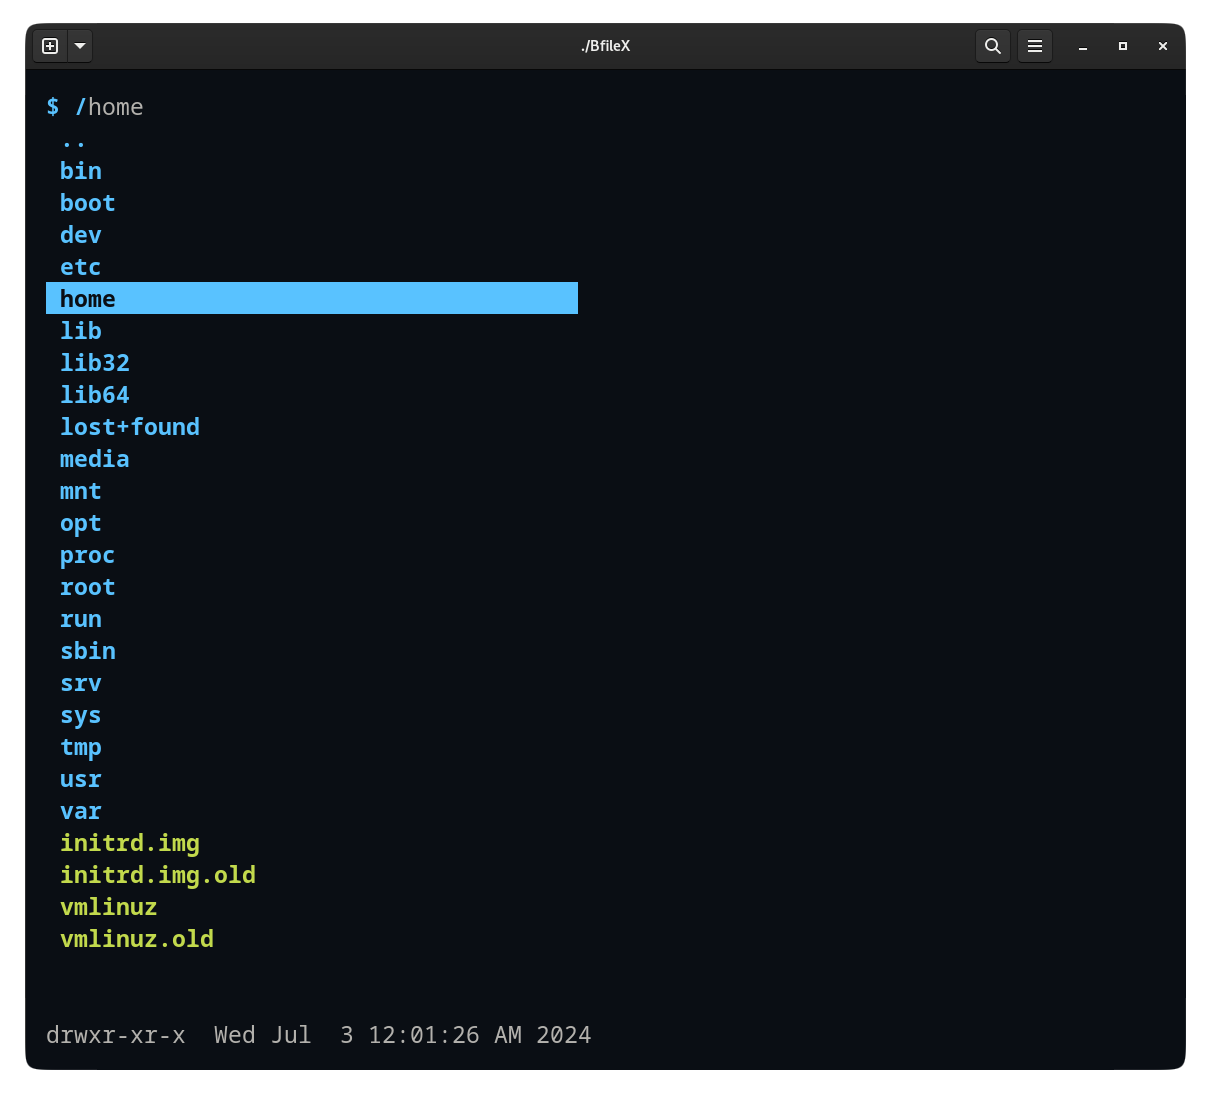 ./BfileX
$ /home
..
bin
boot
dev
etc
home
lib
lib32
lib64
lost+found
media
mnt
opt
proc
root
run
sbin
srv
sys
tmp
usr
var
initrd.img
initrd.img.old
vmlinuz
vmlinuz.old
drwxr-xr-x  Wed Jul  3 12:01:26 AM 2024